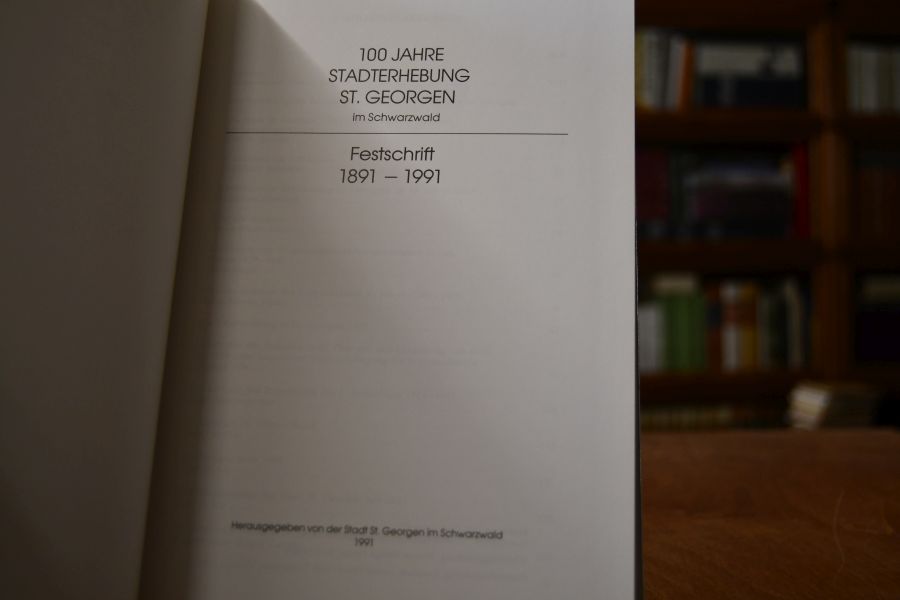 100 JAHRE
STADTERHEBUNG
ST. GEORGEN
im Schwarzwald
Festschrift
1891 – 1991
Herausgegeben von der Stadt St. Georgen im Schwarzwald
1991